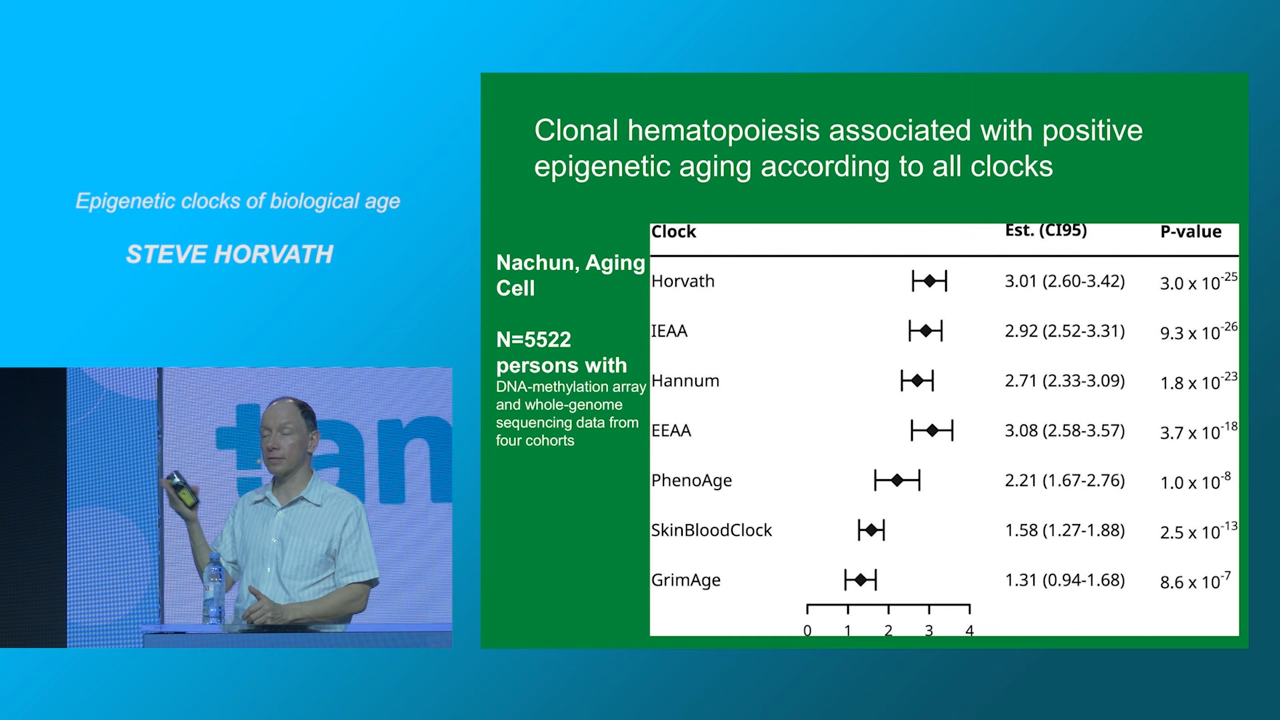 Epigenetic clocks of biological age
STEVE HORVATH
Clonal hematopoiesis associated with positive
epigenetic aging according to all clocks
Nachun, Aging
Cell
N=5522
persons with
DNA-methylation array
and whole-genome
sequencing data from
four cohorts
Clock Est. (CI95) P-value
Horvath 3.01 (2.60-3.42) 3.0 x 10-25
IEAA 2.92 (2.52-3.31) 9.3 x 10-26
Hannum 2.71 (2.33-3.09) 1.8 x 10-23
EEAA 3.08 (2.58-3.57) 3.7 x 10-18
PhenoAge 2.21 (1.67-2.76) 1.0 x 10-8
SkinBloodClock 1.58 (1.27-1.88) 2.5 x 10-13
GrimAge 1.31 (0.94-1.68) 8.6 x 10-7
0 1 2 3 4